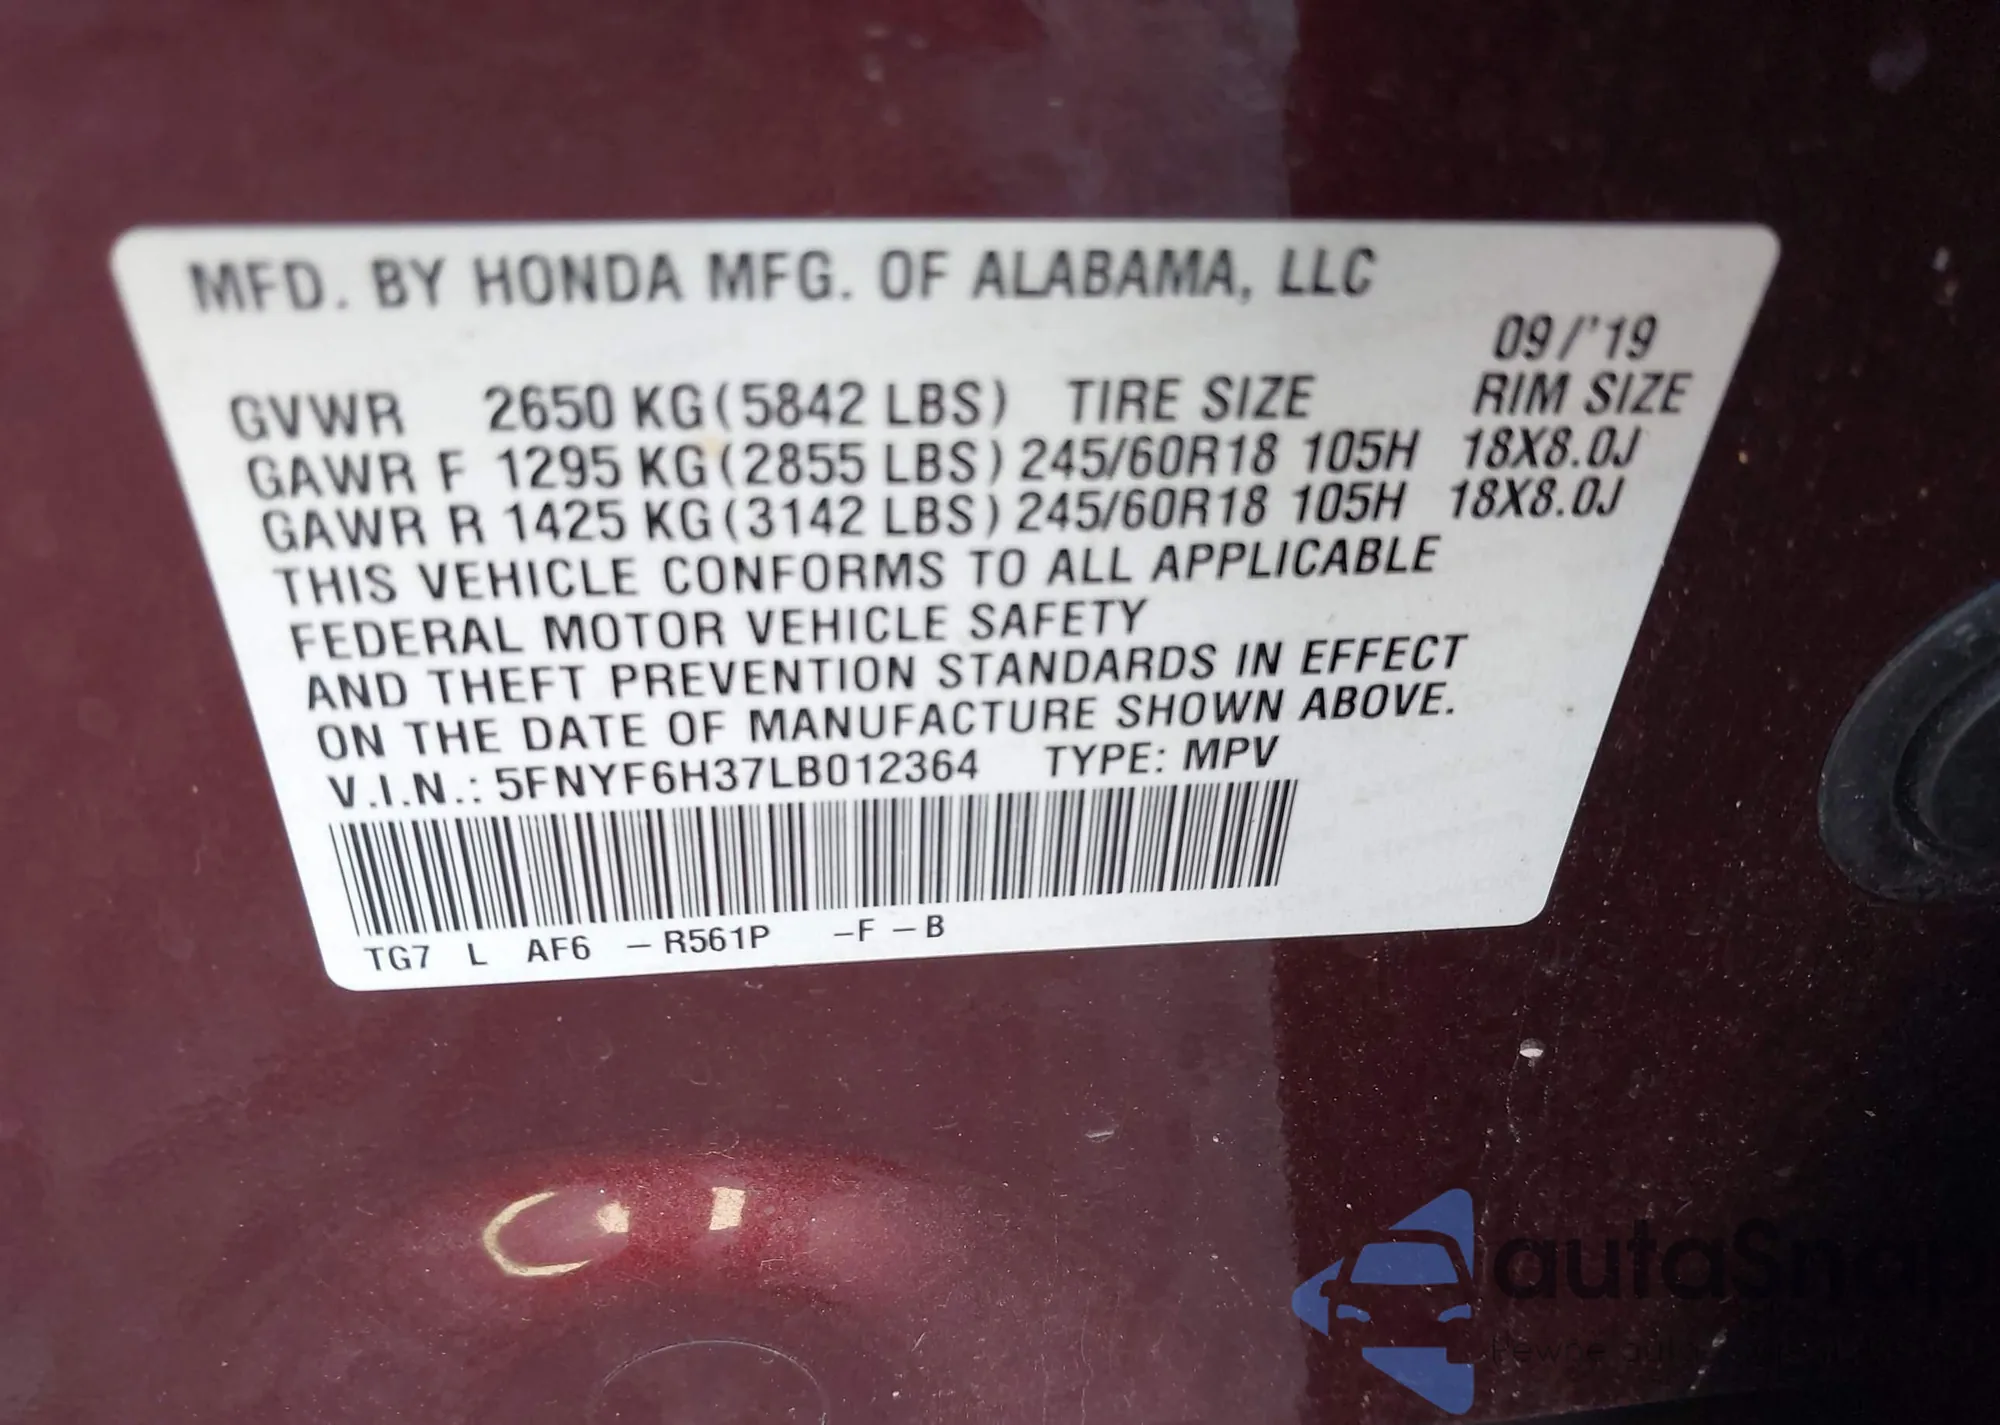 MFD. BY HONDA MFG. OF ALABAMA, LLC
09/'19
GVWR 2650 KG (5842 LBS) TIRE SIZE RIM SIZE
GAWR F 1295 KG (2855 LBS) 245/60R18 105H 18X8.0J
GAWR R 1425 KG (3142 LBS) 245/60R18 105H 18X8.0J
THIS VEHICLE CONFORMS TO ALL APPLICABLE
FEDERAL MOTOR VEHICLE SAFETY
AND THEFT PREVENTION STANDARDS IN EFFECT
ON THE DATE OF MANUFACTURE SHOWN ABOVE.
V.I.N.: 5FNYF6H37LB012364 TYPE: MPV
TG7 L AF6 - R561P - F - B
autaSnap
Pewne